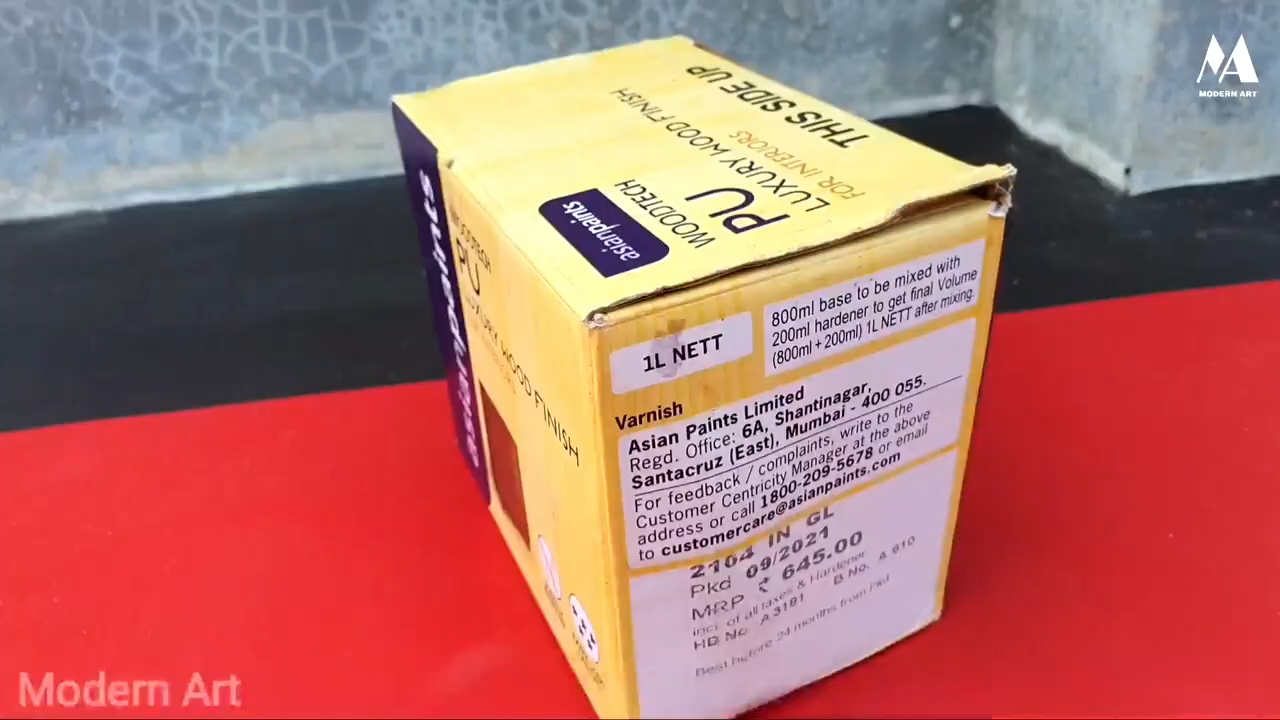 MODERN ART
THIS SIDE UP
asianpaints
WOODTECH
PU
LUXURY WOOD FINISH
FOR INTERIORS
asianpaints
PU
LUXURY WOOD FINISH
1L NETT
800ml base to be mixed with
200ml hardener to get final Volume
(800ml + 200ml) 1L NETT after mixing.
Varnish
Asian Paints Limited
Regd. Office: 6A, Shantinagar,
Santacruz (East), Mumbai - 400 055.
For feedback / complaints, write to the
Customer Centricity Manager at the above
address or call 1800-209-5678 or email
to customercare@asianpaints.com
2104 IN GL
Pkd 09/2021
MRP ₹ 645.00
incl. of all taxes & Hardener
HB No. A3181 B No. A 610
Best before 24 months from Pkd
Modern Art